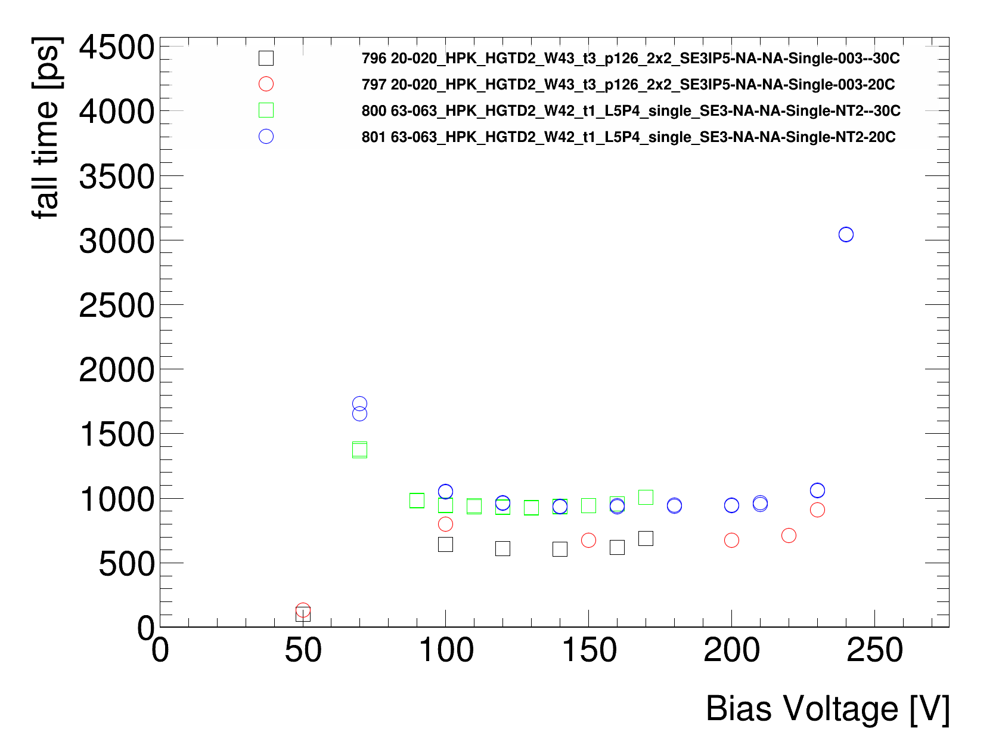 fall time [ps]
4500
4000
3500
3000
2500
2000
1500
1000
500
0
796 20-020_HPK_HGTD2_W43_t3_p126_2x2_SE3IP5-NA-NA-Single-003--30C
797 20-020_HPK_HGTD2_W43_t3_p126_2x2_SE3IP5-NA-NA-Single-003-20C
800 63-063_HPK_HGTD2_W42_t1_L5P4_single_SE3-NA-NA-Single-NT2--30C
801 63-063_HPK_HGTD2_W42_t1_L5P4_single_SE3-NA-NA-Single-NT2-20C
0 50 100 150 200 250
Bias Voltage [V]